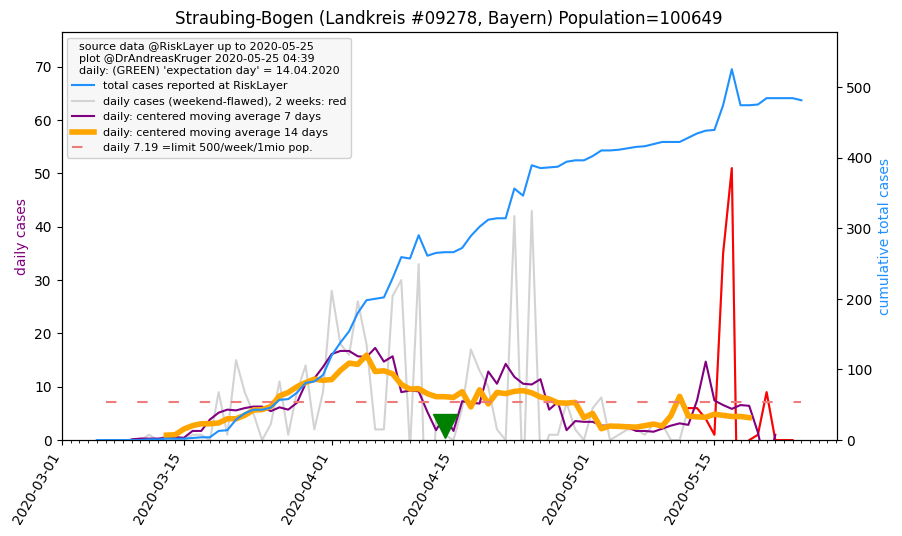 Straubing-Bogen (Landkreis #09278, Bayern) Population=100649
source data @RiskLayer up to 2020-05-25
plot @DrAndreasKruger 2020-05-25 04:39
daily: (GREEN) 'expectation day' = 14.04.2020
total cases reported at RiskLayer
daily cases (weekend-flawed), 2 weeks: red
daily: centered moving average 7 days
daily: centered moving average 14 days
daily 7.19 =limit 500/week/1mio pop.
daily cases
70
60
50
40
30
20
10
0
500
400
300
200
100
0
cumulative total cases
2020-03-01
2020-03-15
2020-04-01
2020-04-15
2020-05-01
2020-05-15